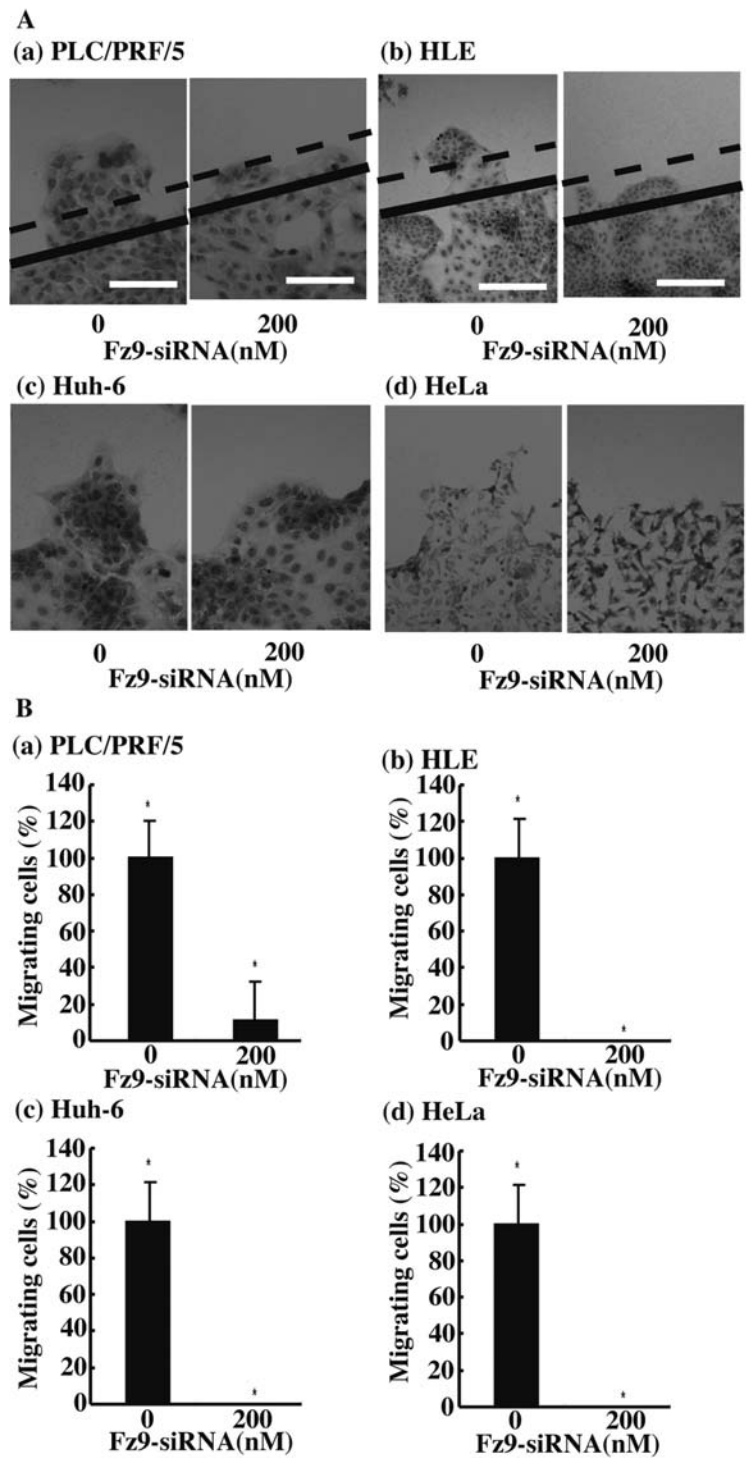 A
(a) PLC/PRF/5
(b) HLE
0
200
0
200
Fz9-siRNA(nM)
Fz9-siRNA(nM)
(c) Huh-6
(d) HeLa
0
200
0
200
Fz9-siRNA(nM)
Fz9-siRNA(nM)
B
(a) PLC/PRF/5
Migrating cells (%)
140
120
100
80
60
40
20
0
*
*
0
200
Fz9-siRNA(nM)
(b) HLE
Migrating cells (%)
140
120
100
80
60
40
20
0
*
*
0
200
Fz9-siRNA(nM)
(c) Huh-6
Migrating cells (%)
140
120
100
80
60
40
20
0
*
*
0
200
Fz9-siRNA(nM)
(d) HeLa
Migrating cells (%)
140
120
100
80
60
40
20
0
*
*
0
200
Fz9-siRNA(nM)